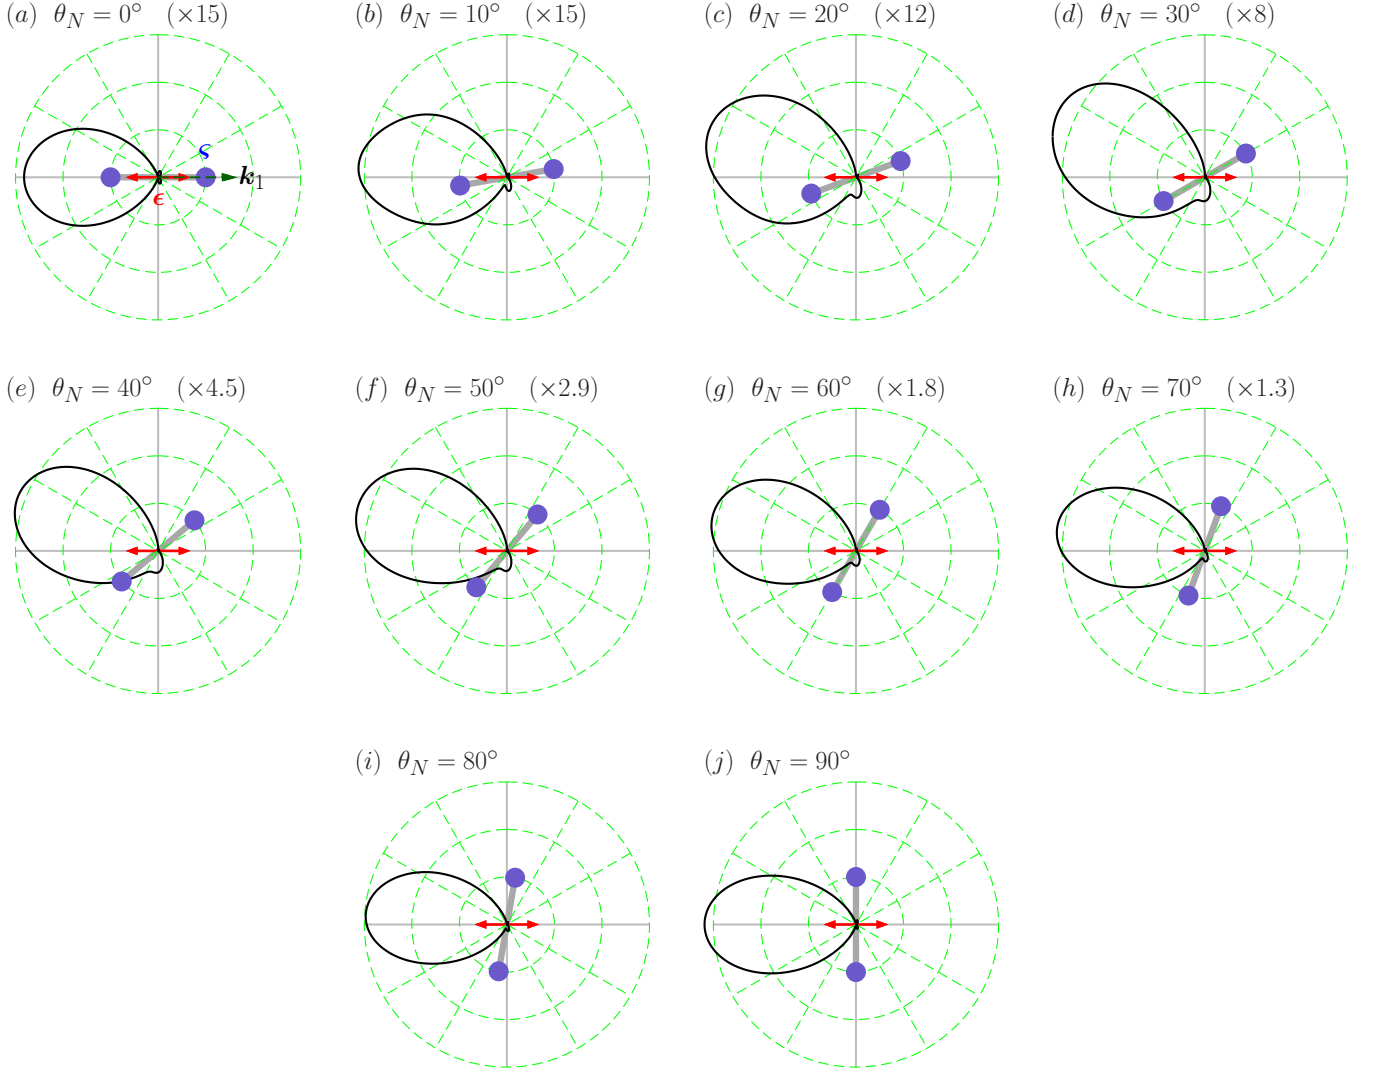 (a) θ_N = 0° (×15)
(b) θ_N = 10° (×15)
(c) θ_N = 20° (×12)
(d) θ_N = 30° (×8)
ς
k₁
ϵ
(e) θ_N = 40° (×4.5)
(f) θ_N = 50° (×2.9)
(g) θ_N = 60° (×1.8)
(h) θ_N = 70° (×1.3)
(i) θ_N = 80°
(j) θ_N = 90°